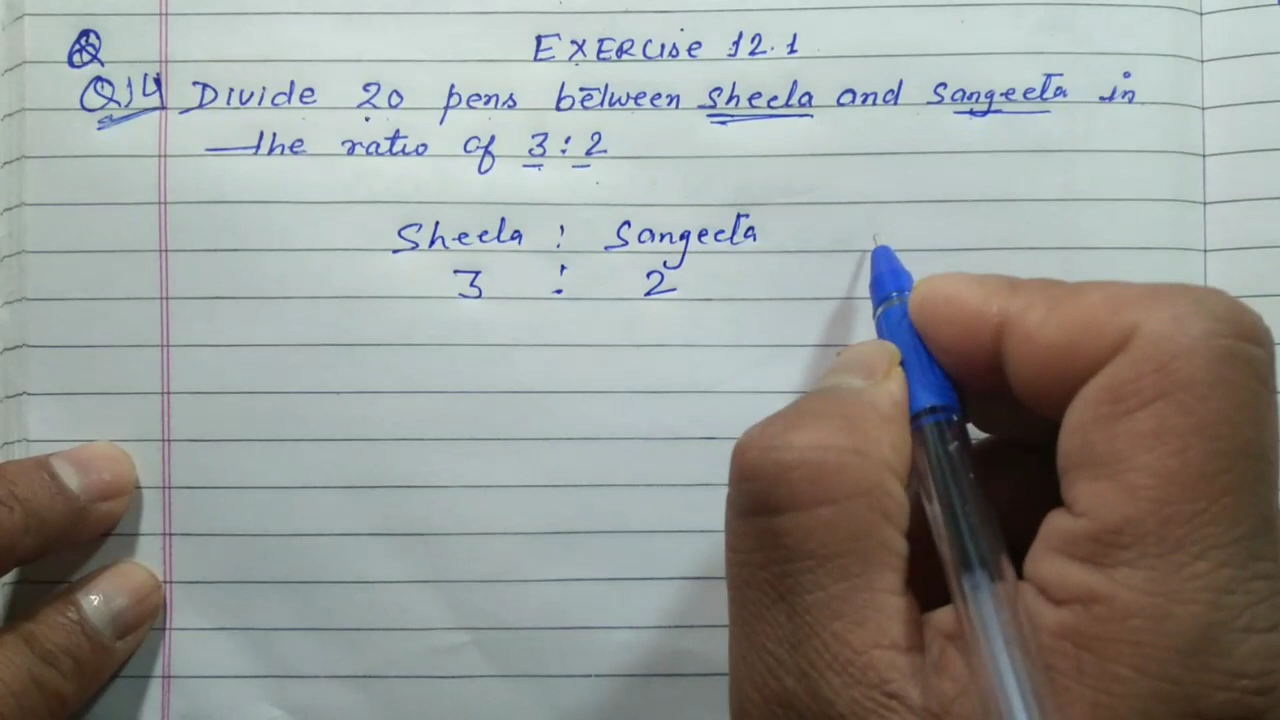 Exercise 12.1
Q14 Divide 20 pens between Sheela and Sangeeta in
the ratio of 3:2
Sheela : Sangeeta
3 : 2